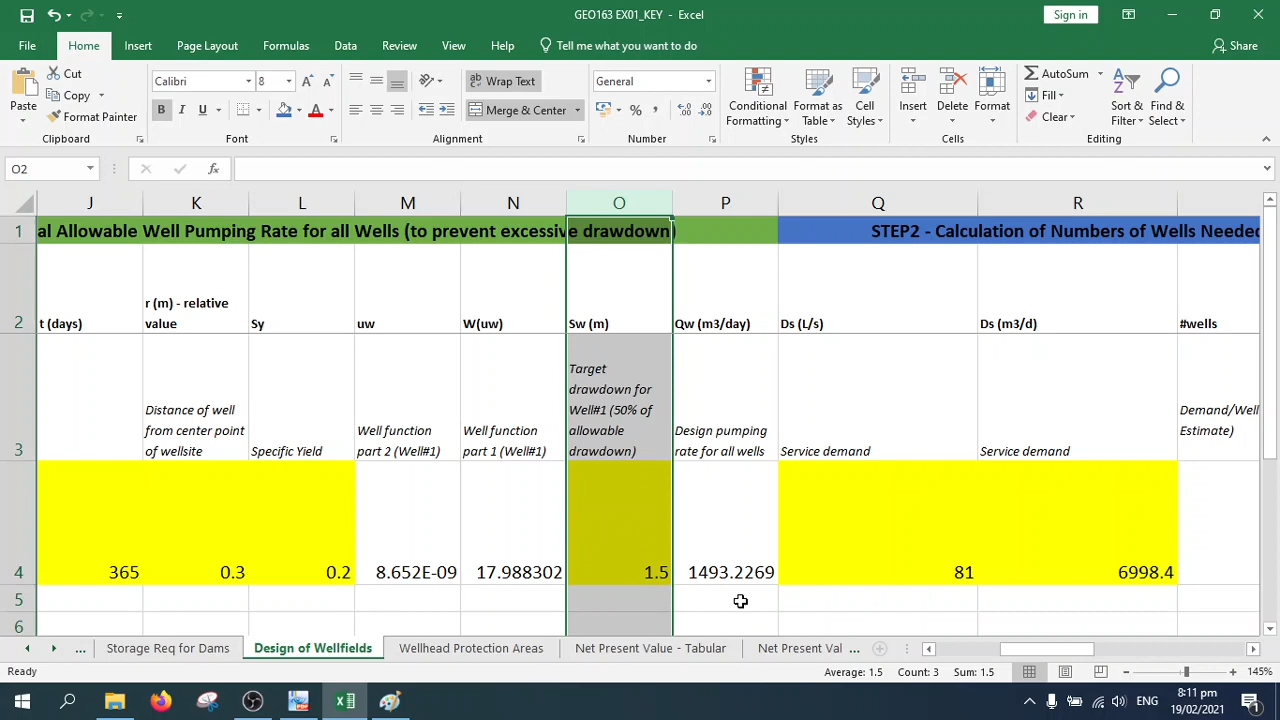 GEO163 EX01_KEY - Excel
Sign in
File Home Insert Page Layout Formulas Data Review View Help Tell me what you want to do Share
Paste
Cut
Copy
Format Painter
Clipboard
Calibri 8
B I U
Font
Wrap Text
Merge & Center
Alignment
General
Number
Conditional Formatting
Format as Table
Cell Styles
Styles
Insert
Delete
Format
Cells
AutoSum
Fill
Clear
Sort & Filter
Find & Select
Editing
O2
fx
J K L M N O P Q R
1 al Allowable Well Pumping Rate for all Wells (to prevent excessive drawdown) STEP2 - Calculation of Numbers of Wells Needed
2 t (days) r (m) - relative value Sy uw W(uw) Sw (m) Qw (m3/day) Ds (L/s) Ds (m3/d) #wells
3 Distance of well from center point of wellsite Specific Yield Well function part 2 (Well#1) Well function part 1 (Well#1) Target drawdown for Well#1 (50% of allowable drawdown) Design pumping rate for all wells Service demand Service demand Demand/Well Estimate)
4 365 0.3 0.2 8.652E-09 17.988302 1.5 1493.2269 81 6998.4
5
6
... Storage Req for Dams Design of Wellfields Wellhead Protection Areas Net Present Value - Tabular Net Present Val ...
Ready Average: 1.5 Count: 3 Sum: 1.5 145%
ENG
8:11 pm
19/02/2021
1